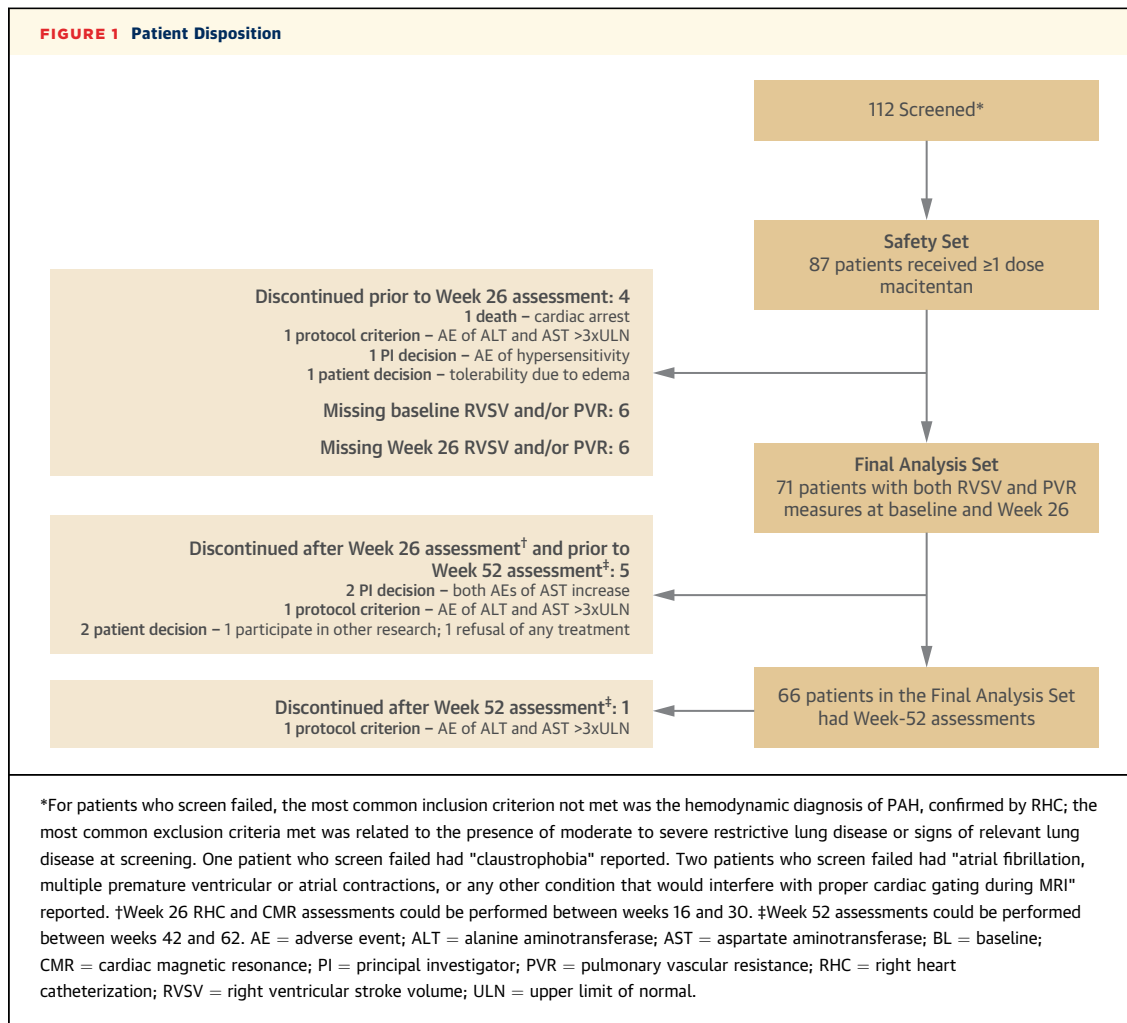 FIGURE 1 Patient Disposition
112 Screened*
Safety Set
87 patients received ≥1 dose
macitentan
Discontinued prior to Week 26 assessment: 4
1 death – cardiac arrest
1 protocol criterion – AE of ALT and AST >3xULN
1 PI decision – AE of hypersensitivity
1 patient decision – tolerability due to edema
Missing baseline RVSV and/or PVR: 6
Missing Week 26 RVSV and/or PVR: 6
Final Analysis Set
71 patients with both RVSV and PVR
measures at baseline and Week 26
Discontinued after Week 26 assessment† and prior to
Week 52 assessment‡: 5
2 PI decision – both AEs of AST increase
1 protocol criterion – AE of ALT and AST >3xULN
2 patient decision – 1 participate in other research; 1 refusal of any treatment
66 patients in the Final Analysis Set
had Week-52 assessments
Discontinued after Week 52 assessment‡: 1
1 protocol criterion – AE of ALT and AST >3xULN
*For patients who screen failed, the most common inclusion criterion not met was the hemodynamic diagnosis of PAH, confirmed by RHC; the
most common exclusion criteria met was related to the presence of moderate to severe restrictive lung disease or signs of relevant lung
disease at screening. One patient who screen failed had "claustrophobia" reported. Two patients who screen failed had "atrial fibrillation,
multiple premature ventricular or atrial contractions, or any other condition that would interfere with proper cardiac gating during MRI"
reported. †Week 26 RHC and CMR assessments could be performed between weeks 16 and 30. ‡Week 52 assessments could be performed
between weeks 42 and 62. AE = adverse event; ALT = alanine aminotransferase; AST = aspartate aminotransferase; BL = baseline;
CMR = cardiac magnetic resonance; PI = principal investigator; PVR = pulmonary vascular resistance; RHC = right heart
catheterization; RVSV = right ventricular stroke volume; ULN = upper limit of normal.